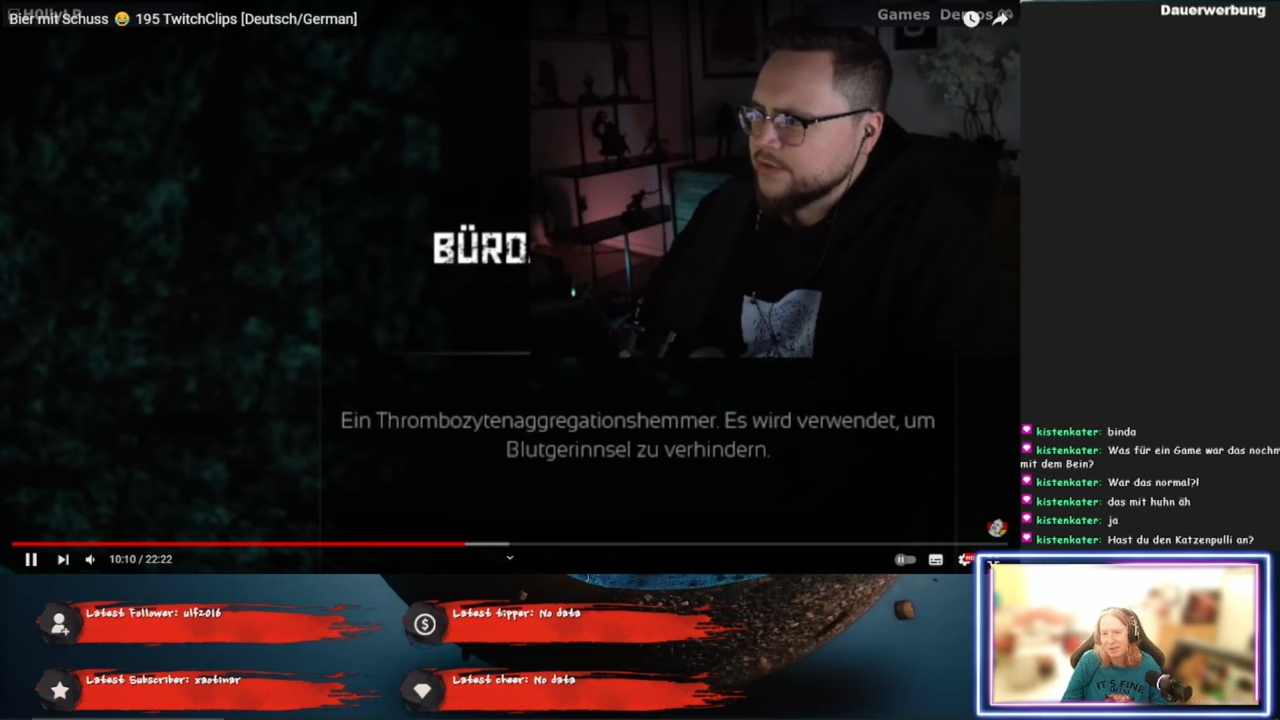 Bier mit Schuss 😂 195 TwitchClips [Deutsch/German]
Games Demos
Dauerwerbung
BÜRO
Ein Thrombozytenaggregationshemmer. Es wird verwendet, um
Blutgerinnsel zu verhindern.
kistenkater: binda
kistenkater: Was für ein Game war das nochm
mit dem Bein?
kistenkater: War das normal?!
kistenkater: das mit huhn äh
kistenkater: ja
kistenkater: Hast du den Katzenpulli an?
10:10 / 22:22
HD
Latest Follower: ulf2016
Latest tipper: No data
Latest Subscriber: xaotinar
Latest cheer: No data
IT'S FINE